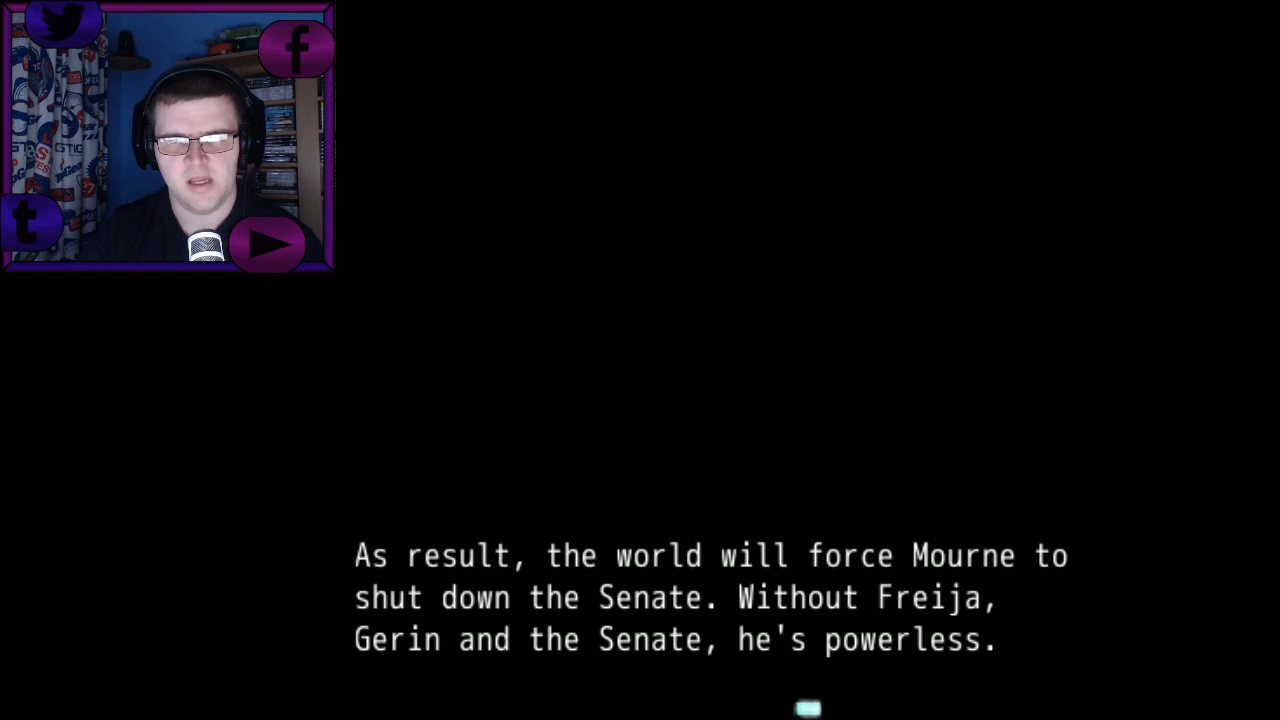 As result, the world will force Mourne to
shut down the Senate. Without Freija,
Gerin and the Senate, he's powerless.